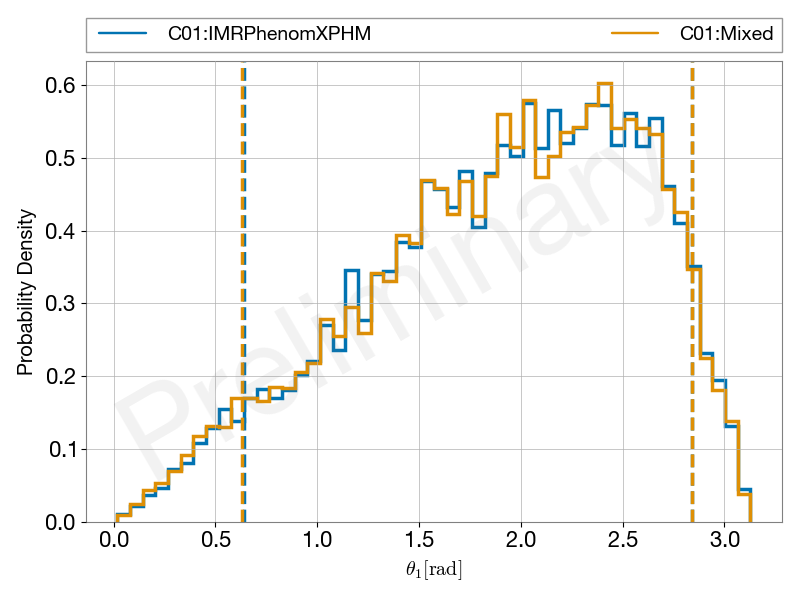 C01:IMRPhenomXPHM C01:Mixed
0.6
0.5
0.4
0.3
0.2
0.1
0.0
Probability Density
Preliminary
0.0 0.5 1.0 1.5 2.0 2.5 3.0
θ₁[rad]